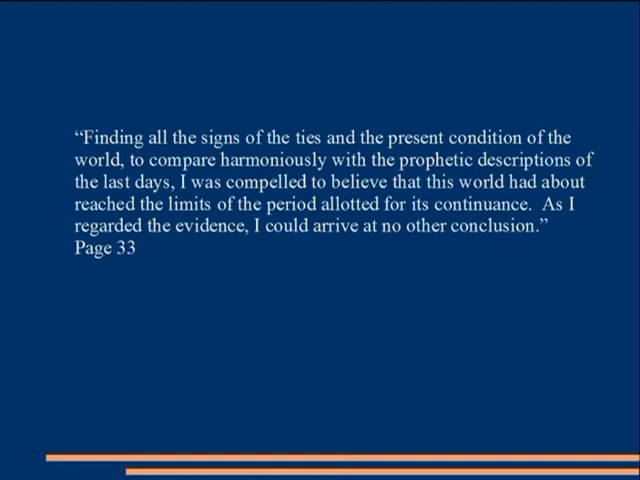 “Finding all the signs of the ties and the present condition of the
world, to compare harmoniously with the prophetic descriptions of
the last days, I was compelled to believe that this world had about
reached the limits of the period allotted for its continuance.  As I
regarded the evidence, I could arrive at no other conclusion.”
Page 33